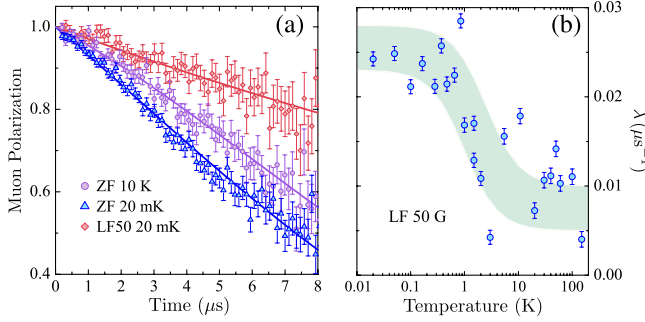 (a)
Muon Polarization
1.0
0.8
0.6
0.4
ZF 10 K
ZF 20 mK
LF50 20 mK
0 1 2 3 4 5 6 7 8
Time (μs)
(b)
LF 50 G
0.03
0.02
0.01
0.00
λ (μs⁻¹)
0.01 0.1 1 10 100
Temperature (K)